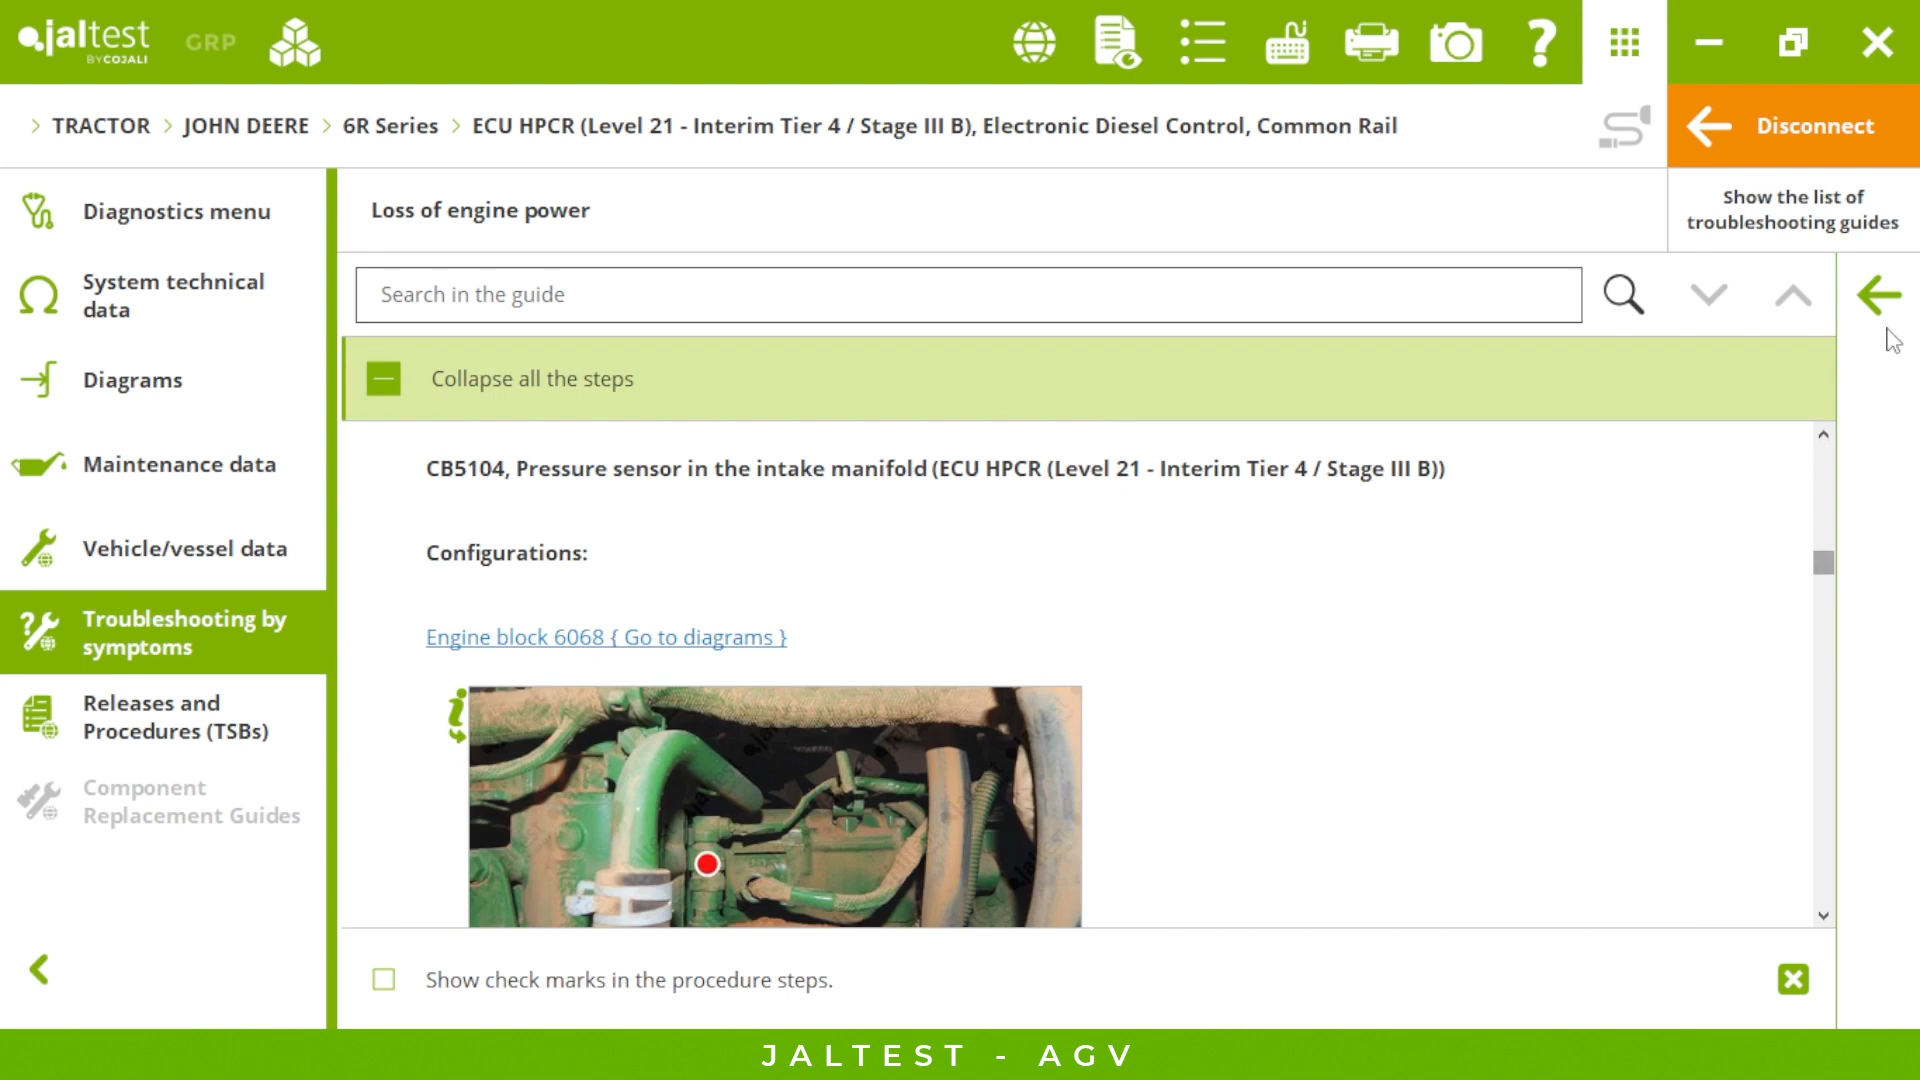 jaltest
BY COJALI
GRP
> TRACTOR > JOHN DEERE > 6R Series > ECU HPCR (Level 21 - Interim Tier 4 / Stage III B), Electronic Diesel Control, Common Rail
Disconnect
Diagnostics menu
System technical
data
Diagrams
Maintenance data
Vehicle/vessel data
Troubleshooting by
symptoms
Releases and
Procedures (TSBs)
Component
Replacement Guides
Loss of engine power
Show the list of
troubleshooting guides
Search in the guide
Collapse all the steps
CB5104, Pressure sensor in the intake manifold (ECU HPCR (Level 21 - Interim Tier 4 / Stage III B))
Configurations:
Engine block 6068 { Go to diagrams }
Show check marks in the procedure steps.
JALTEST - AGV